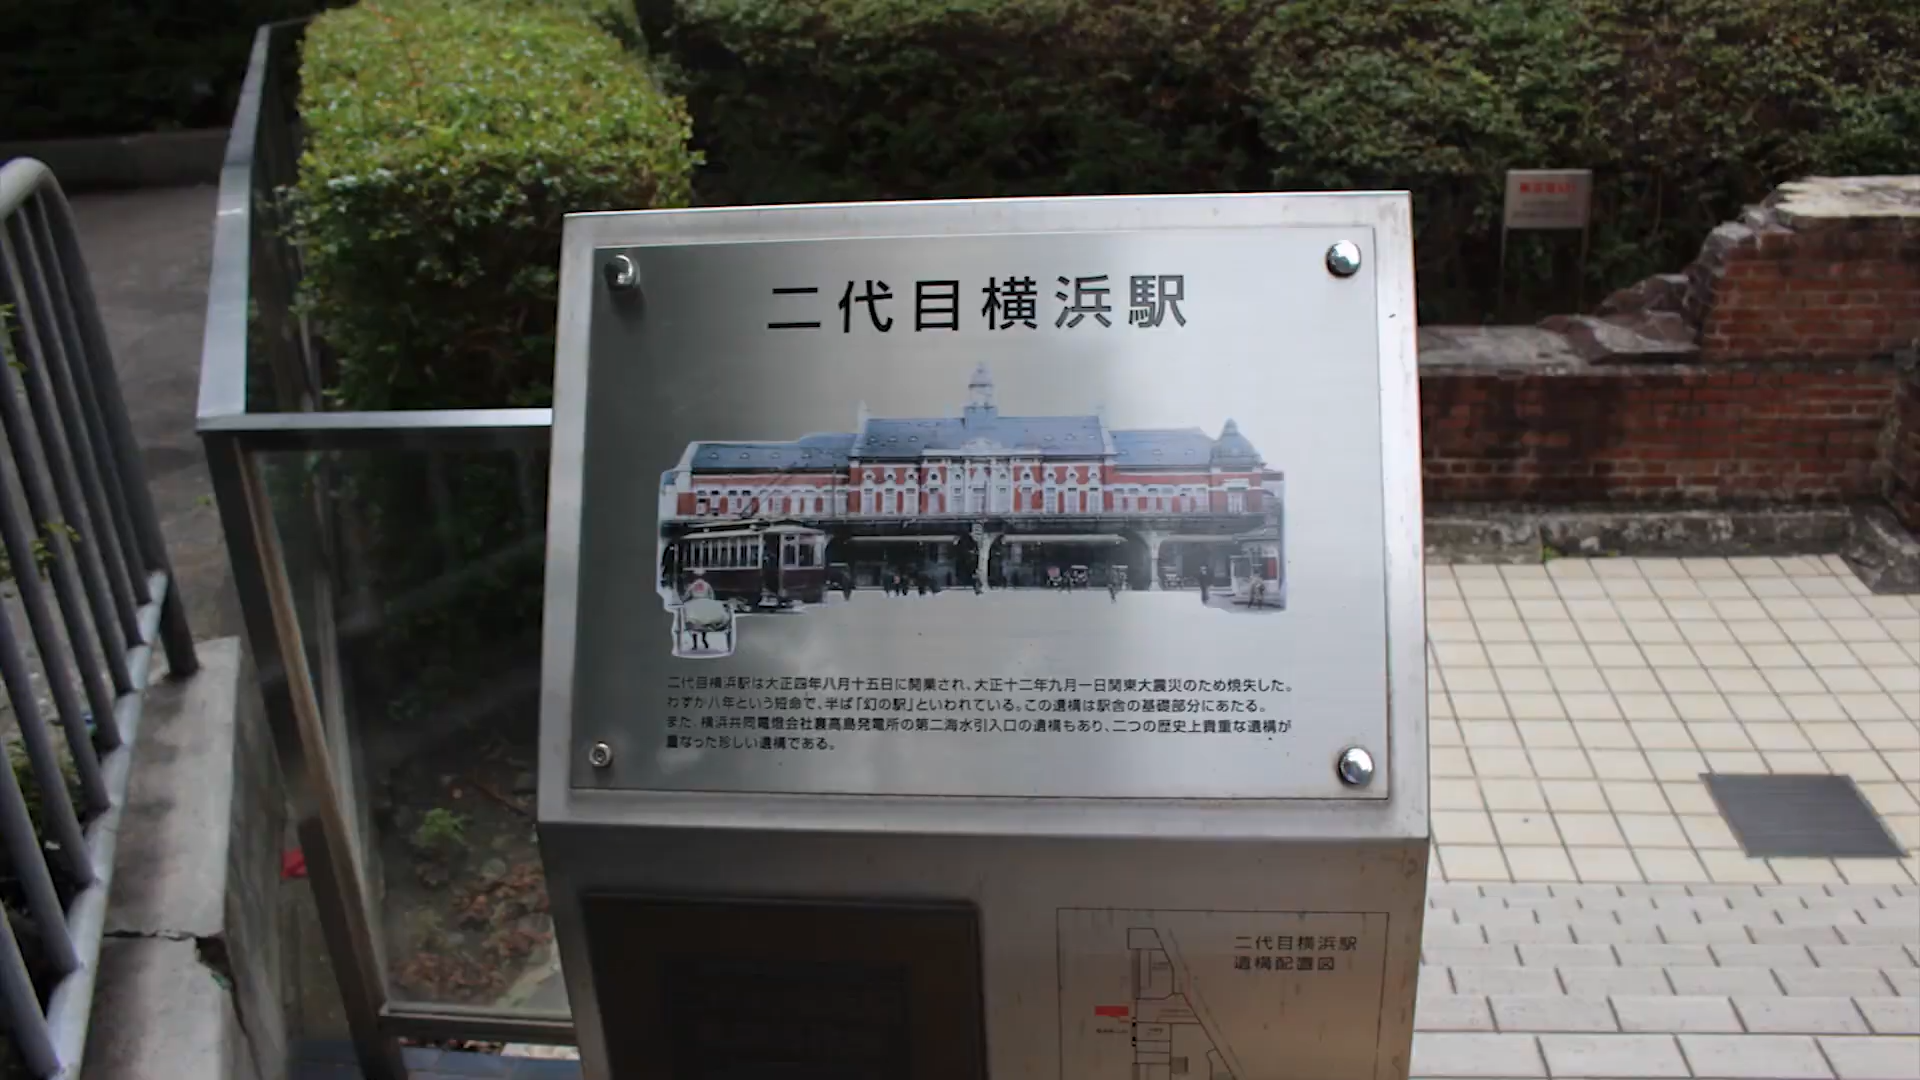 二代目横浜駅
二代目横浜駅は大正四年八月十五日に開業され、大正十二年九月一日関東大震災のため焼失した。
わずか八年という短命で、半ば「幻の駅」といわれている。この遺構は駅舎の基礎部分にあたる。
また、横浜共同電燈会社裏高島発電所の第二海水引入口の遺構もあり、二つの歴史上貴重な遺構が
重なった珍しい遺構である。
二代目横浜駅
遺構配置図